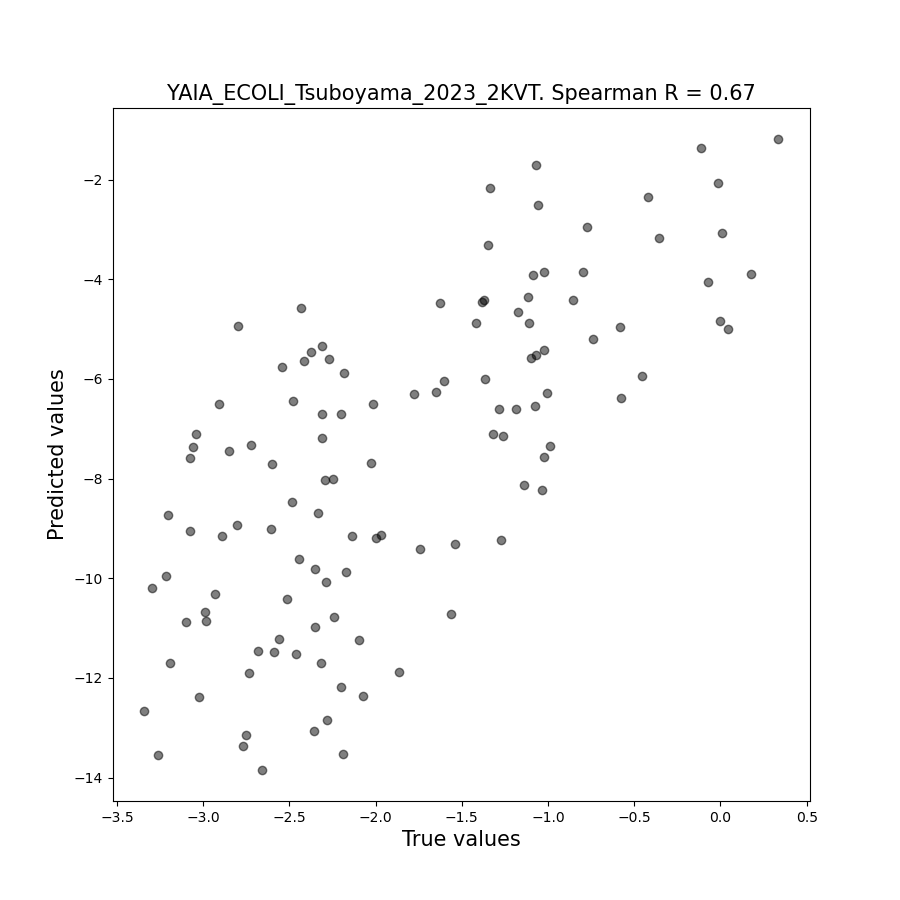 YAIA_ECOLI_Tsuboyama_2023_2KVT. Spearman R = 0.67
Predicted values
−2
−4
−6
−8
−10
−12
−14
−3.5 −3.0 −2.5 −2.0 −1.5 −1.0 −0.5 0.0 0.5
True values